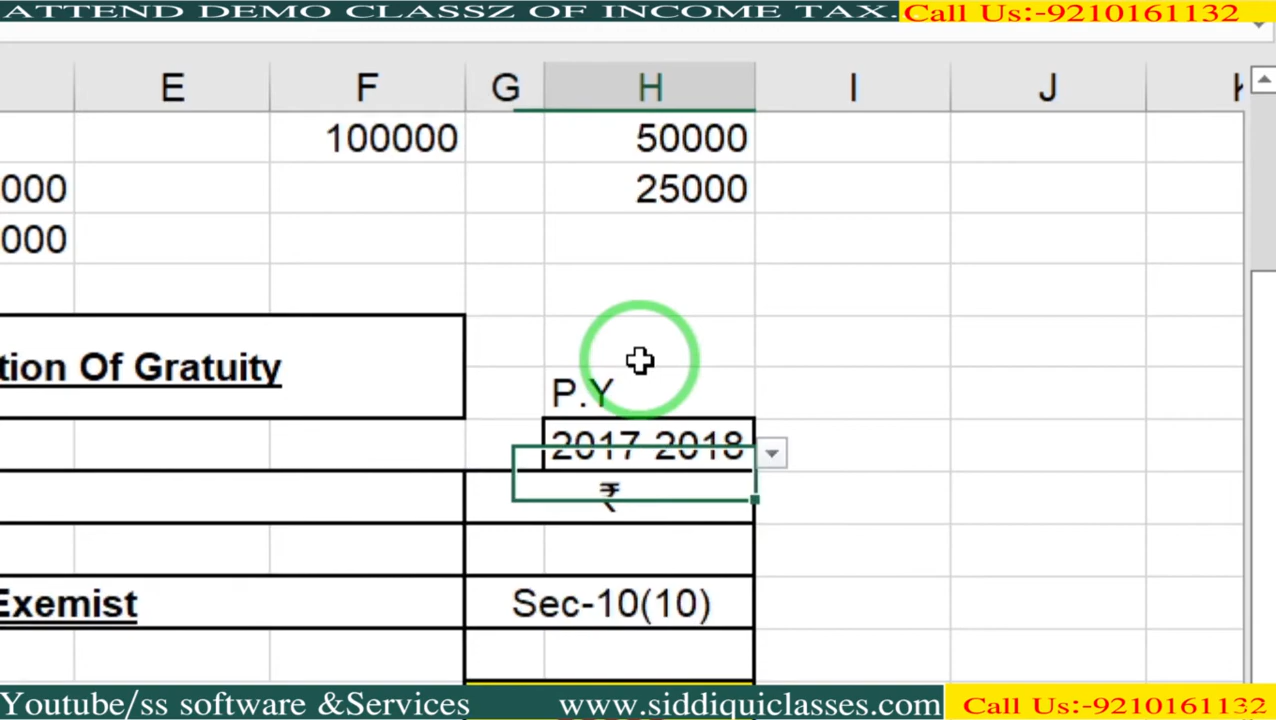 ATTEND DEMO CLASSZ OF INCOME TAX. Call Us:-9210161132
E F G H I J K
100000 50000
000 25000
000
tion Of Gratuity
P.Y
2017-2018
₹
Exemist Sec-10(10)
Youtube/ss software &Services www.siddiquiclasses.com Call Us:-9210161132